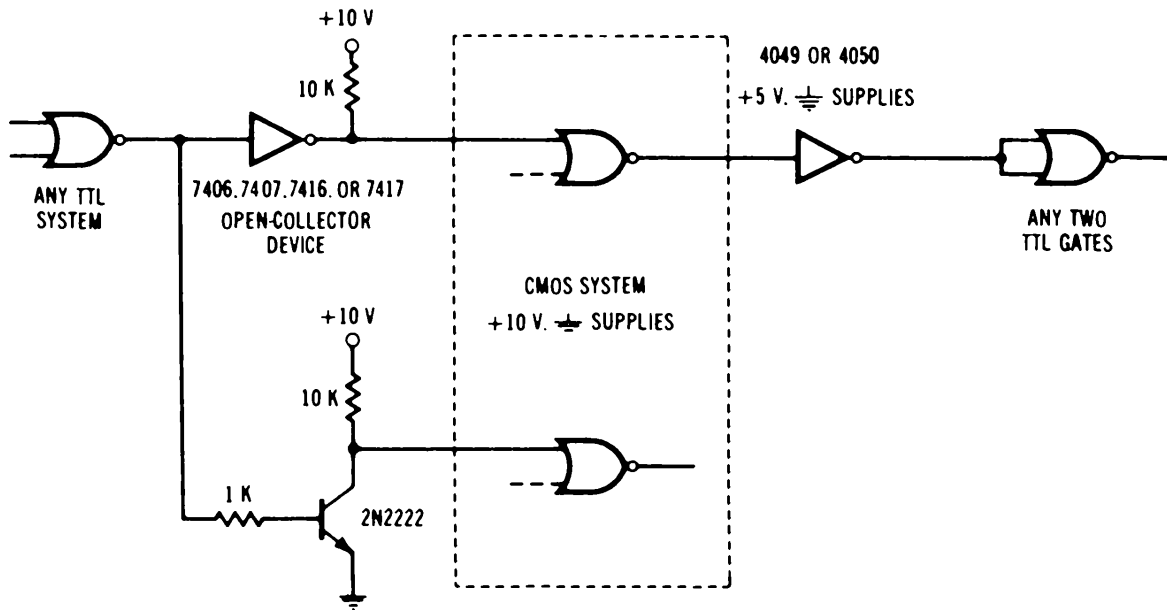 +10 V
10 K
4049 OR 4050
+5 V. SUPPLIES
ANY TTL
SYSTEM
7406.7407.7416. OR 7417
OPEN-COLLECTOR
DEVICE
ANY TWO
TTL GATES
CMOS SYSTEM
+10 V. SUPPLIES
+10 V
10 K
1 K
2N2222